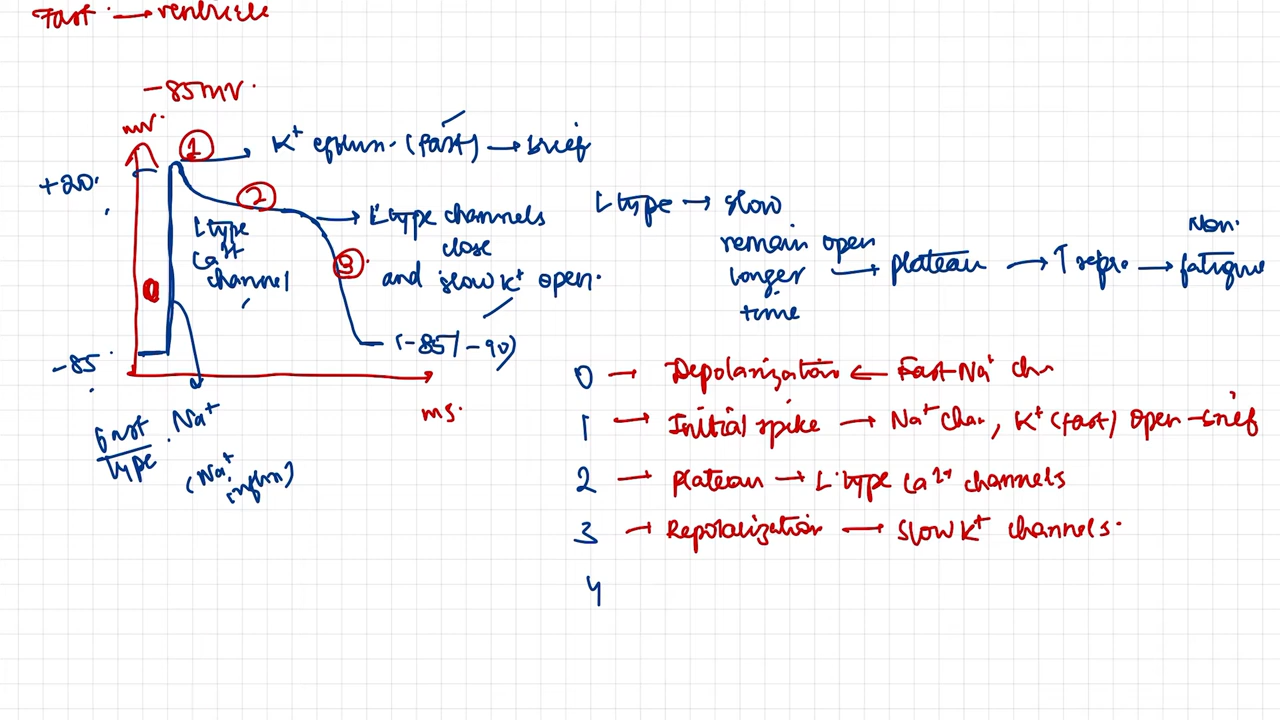 Fast → ventricle
-85mV.
mV.
+20.
1
K+ efflux. (fast) → brief
2
L type
Ca2+
channel
→ L type channels
close
and slow K+ open.
3
0
(-85/-90)
-85
ms.
Fast
type
Na+
(Na+
influx)
L type → slow
remain open
longer
time
→ plateau → ↑ repo. → Non.
fatigue
0 → Depolarization ← Fast Na+ ch
1 → Initial spike → Na+ chan, K+ (fast) open - brief
2 → plateau → L type Ca2+ channels
3 → Repolarization → slow K+ channels.
4